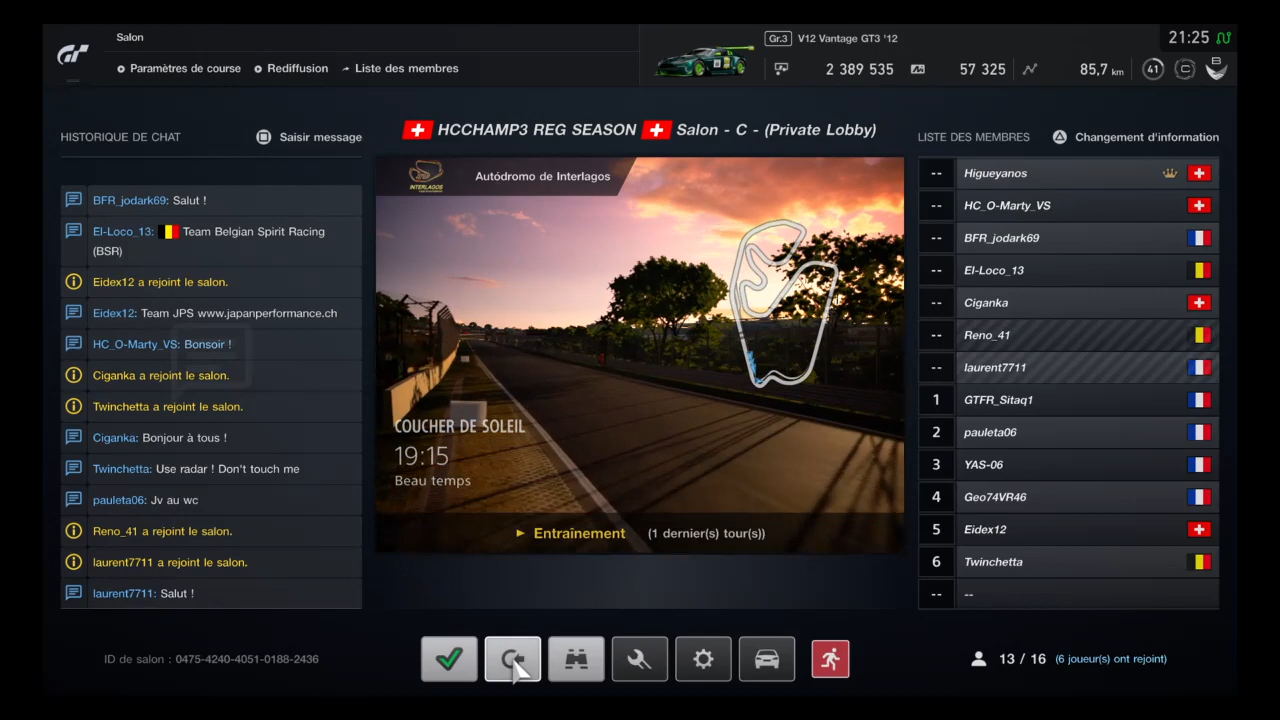 Salon
Paramètres de course
Rediffusion
Liste des membres
Gr.3
V12 Vantage GT3 '12
2 389 535
57 325
85,7 km
41
B
21:25
HISTORIQUE DE CHAT
Saisir message
BFR_jodark69: Salut !
El-Loco_13: Team Belgian Spirit Racing
(BSR)
Eidex12 a rejoint le salon.
Eidex12: Team JPS www.japanperformance.ch
HC_O-Marty_VS: Bonsoir !
Ciganka a rejoint le salon.
Twinchetta a rejoint le salon.
Ciganka: Bonjour à tous !
Twinchetta: Use radar ! Don't touch me
pauleta06: Jv au wc
Reno_41 a rejoint le salon.
laurent7711 a rejoint le salon.
laurent7711: Salut !
HCCHAMP3 REG SEASON Salon - C - (Private Lobby)
INTERLAGOS
Autódromo de Interlagos
COUCHER DE SOLEIL
19:15
Beau temps
Entraînement (1 dernier(s) tour(s))
LISTE DES MEMBRES
Changement d'information
-- Higueyanos
-- HC_O-Marty_VS
-- BFR_jodark69
-- El-Loco_13
-- Ciganka
-- Reno_41
-- laurent7711
1 GTFR_Sitaq1
2 pauleta06
3 YAS-06
4 Geo74VR46
5 Eidex12
6 Twinchetta
-- --
ID de salon : 0475-4240-4051-0188-2436
13 / 16 (6 joueur(s) ont rejoint)